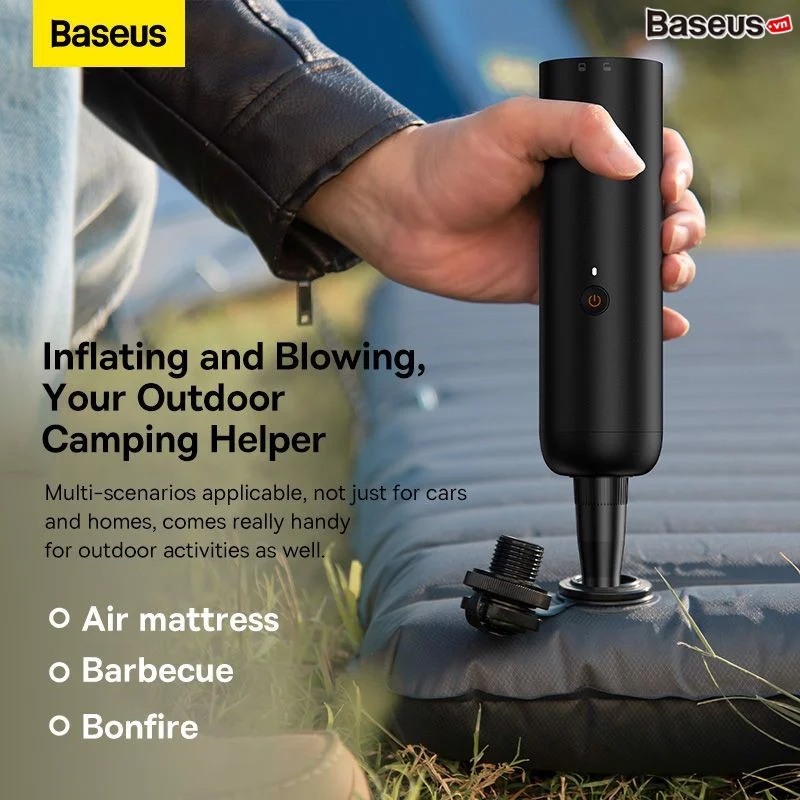 Baseus
Baseus.vn
Inflating and Blowing,
Your Outdoor
Camping Helper
Multi-scenarios applicable, not just for cars
and homes, comes really handy
for outdoor activities as well.
Air mattress
Barbecue
Bonfire